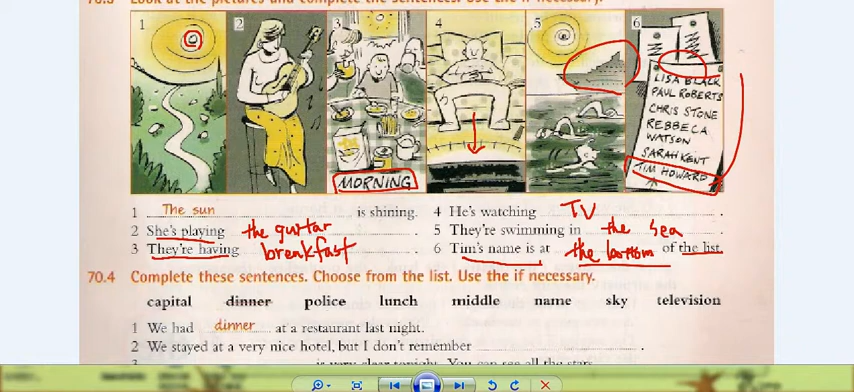 70.3 Look at the pictures and complete the sentences. Use the if necessary.
1 2 3 4 5 6
LISA BLACK
PAUL ROBERTS
CHRIS STONE
REBBECA
WATSON
SARAH KENT
TIM HOWARD
MORNING
1 The sun is shining.
2 She's playing the guitar.
3 They're having breakfast.
4 He's watching TV.
5 They're swimming in the sea.
6 Tim's name is at the bottom of the list.
70.4 Complete these sentences. Choose from the list. Use the if necessary.
capital dinner police lunch middle name sky television
1 We had dinner at a restaurant last night.
2 We stayed at a very nice hotel, but I don't remember .
is very clear tonight. You can see all the stars.